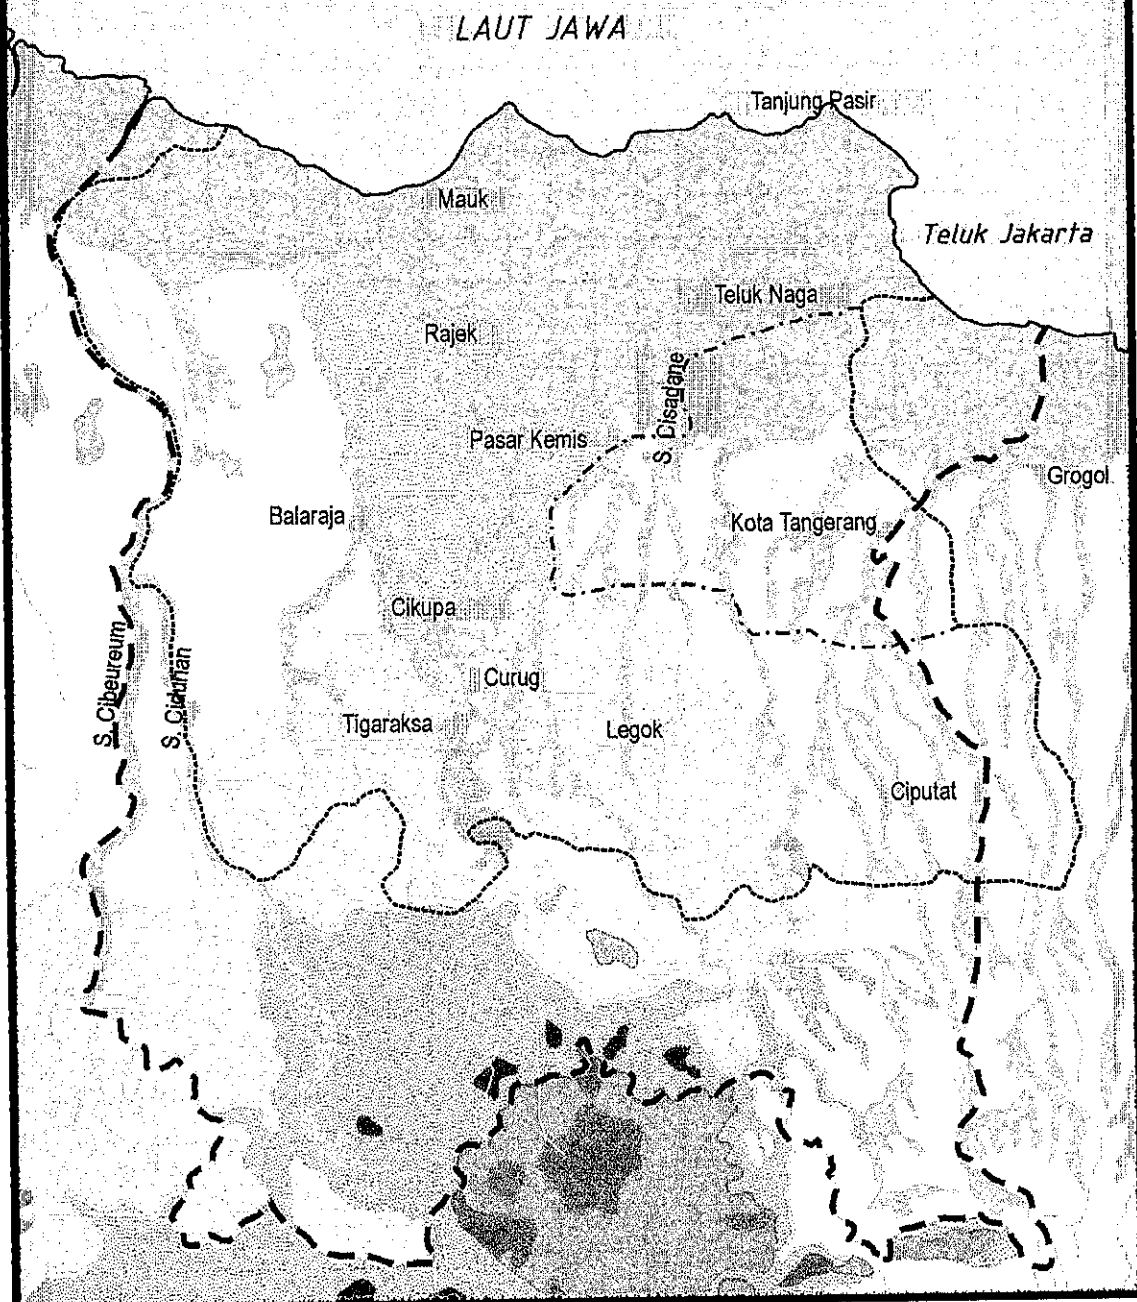 LAUT JAWA
Tanjung Pasir
Mauk
Teluk Jakarta
Teluk Naga
Rajek
S. Cisadane
Pasar Kemis
Grogol
Balaraja
Kota Tangerang
Cikupa
S. Cibeureum
S. Cidurian
Curug
Tigaraksa
Legok
Ciputat